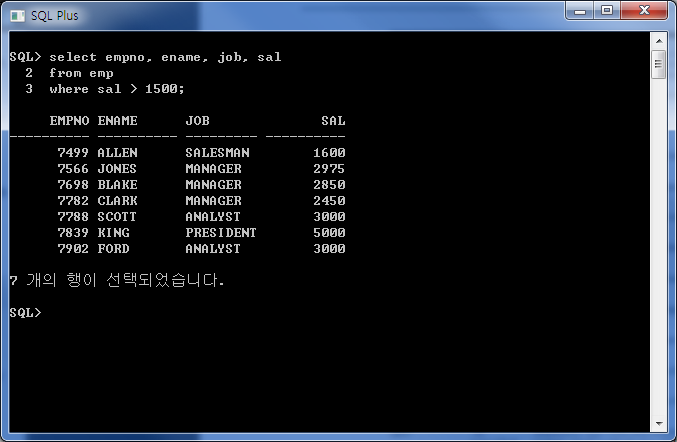 SQL Plus
SQL> select empno, ename, job, sal
  2  from emp
  3  where sal > 1500;
     EMPNO ENAME      JOB              SAL
---------- ---------- --------- ----------
      7499 ALLEN      SALESMAN        1600
      7566 JONES      MANAGER         2975
      7698 BLAKE      MANAGER         2850
      7782 CLARK      MANAGER         2450
      7788 SCOTT      ANALYST         3000
      7839 KING       PRESIDENT       5000
      7902 FORD       ANALYST         3000
7 개의 행이 선택되었습니다.
SQL>